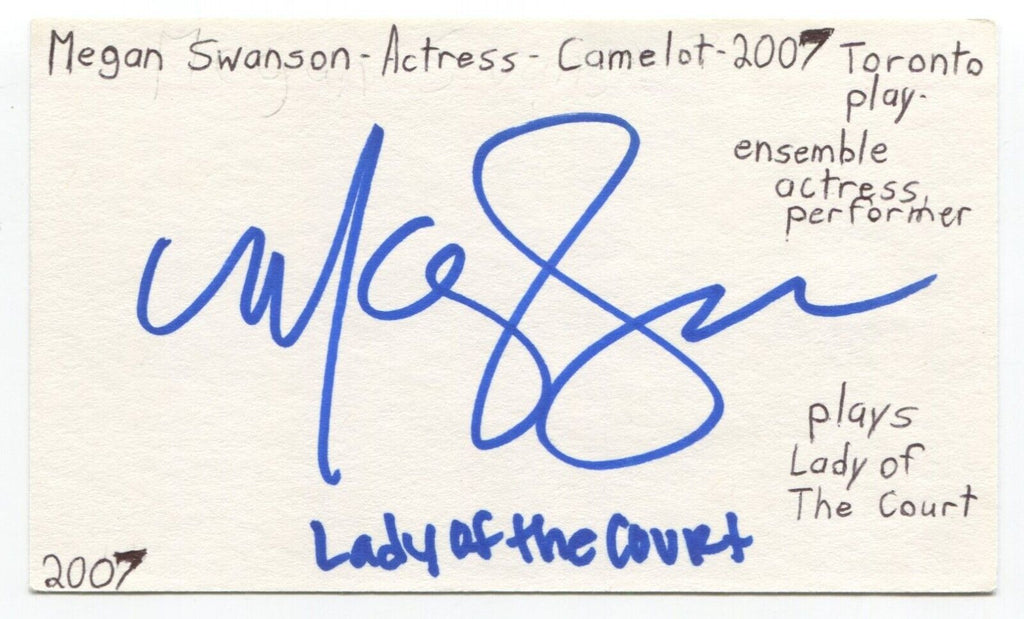 Megan Swanson - Actress - Camelot - 2007 Toronto
play-
ensemble
actress,
performer
plays
Lady of
The Court
Lady of the Court
2007